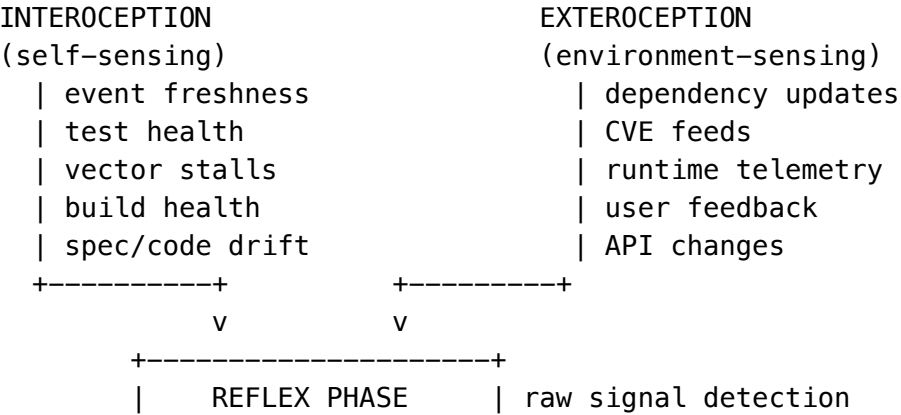 INTEROCEPTION                    EXTEROCEPTION
(self-sensing)                   (environment-sensing)
  | event freshness                | dependency updates
  | test health                    | CVE feeds
  | vector stalls                  | runtime telemetry
  | build health                   | user feedback
  | spec/code drift                | API changes
  +----------+          +---------+
             v          v
        +---------------------+
        |    REFLEX PHASE     | raw signal detection